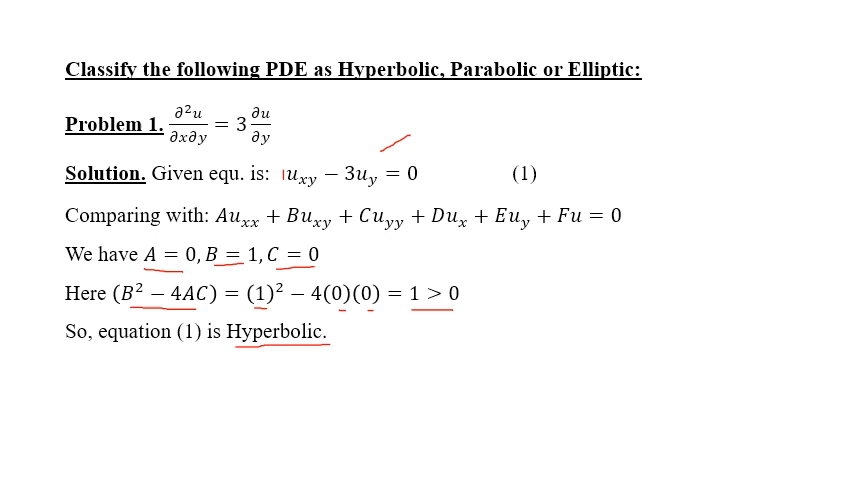 Classify the following PDE as Hyperbolic, Parabolic or Elliptic:
Problem 1. ∂²u/∂x∂y = 3 ∂u/∂y
Solution. Given equ. is: 1u_xy − 3u_y = 0 (1)
Comparing with: Au_xx + Bu_xy + Cu_yy + Du_x + Eu_y + Fu = 0
We have A = 0, B = 1, C = 0
Here (B² − 4AC) = (1)² − 4(0)(0) = 1 > 0
So, equation (1) is Hyperbolic.